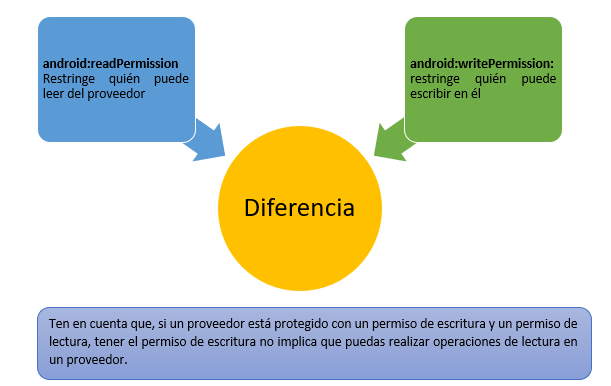 android:readPermission
Restringe quién puede
leer del proveedor
android:writePermission:
restringe quién puede
escribir en él
Diferencia
Ten en cuenta que, si un proveedor está protegido con un permiso de escritura y un permiso de
lectura, tener el permiso de escritura no implica que puedas realizar operaciones de lectura en
un proveedor.